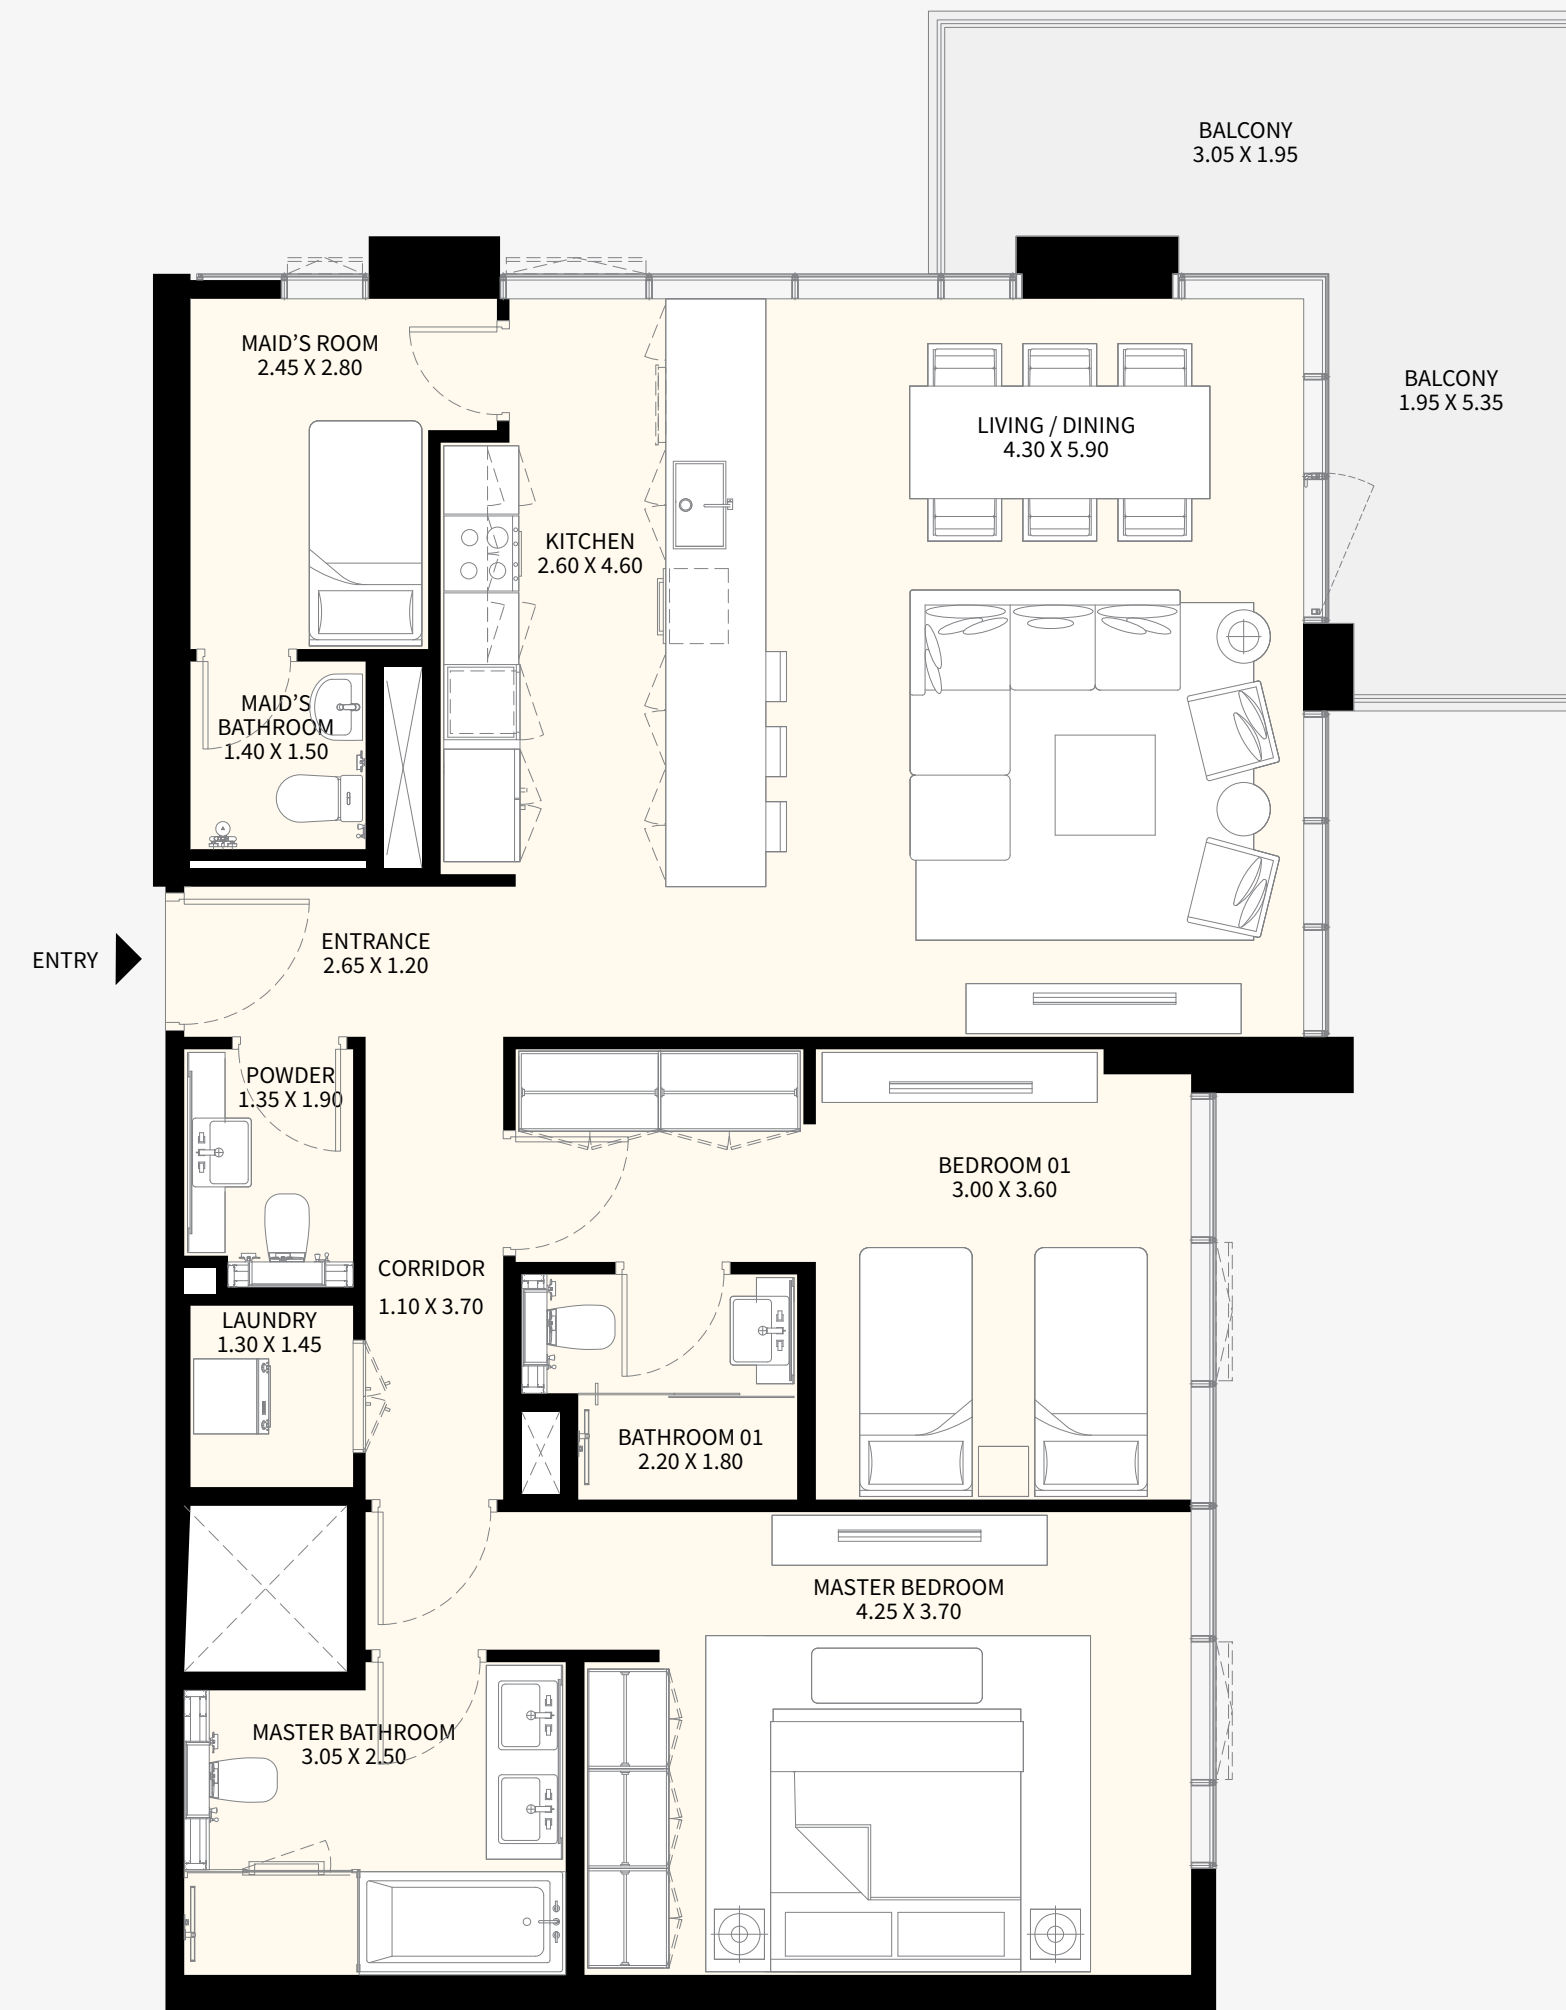 BALCONY
3.05 X 1.95
MAID’S ROOM
2.45 X 2.80
BALCONY
1.95 X 5.35
LIVING / DINING
4.30 X 5.90
KITCHEN
2.60 X 4.60
MAID’S
BATHROOM
1.40 X 1.50
ENTRY
ENTRANCE
2.65 X 1.20
POWDER
1.35 X 1.90
BEDROOM 01
3.00 X 3.60
CORRIDOR
1.10 X 3.70
LAUNDRY
1.30 X 1.45
BATHROOM 01
2.20 X 1.80
MASTER BEDROOM
4.25 X 3.70
MASTER BATHROOM
3.05 X 2.50